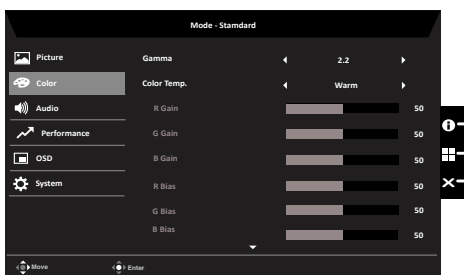 Mode - Standard
Picture
Gamma 2.2
Color
Color Temp. Warm
Audio
R Gain 50
Performance
G Gain 50
OSD
B Gain 50
System
R Bias 50
G Bias 50
B Bias 50
Move Enter